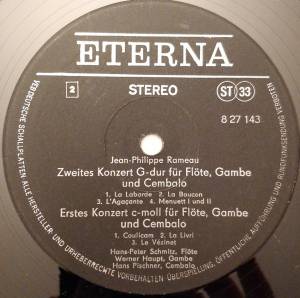 ETERNA
2
STEREO
ST 33
8 27 143
Jean-Philippe Rameau
Zweites Konzert G-dur für Flöte, Gambe
und Cembalo
1. La Laborde 2. La Boucon
3. L'Agaçante 4. Menuett I und II
Erstes Konzert c-moll für Flöte, Gambe
und Cembalo
1. Coulicam 2. La Livri
3. Le Vézinet
Hans-Peter Schmitz, Flöte
Werner Haupt, Gambe
Hans Pischner, Cembalo
VEB DEUTSCHE SCHALLPLATTEN ALLE HERSTELLER- UND URHEBERRECHTE VORBEHALTEN ÜBERSPIELUNG, ÖFFENTLICHE AUFFÜHRUNG UND RUNDFUNKSENDUNG VERBOTEN